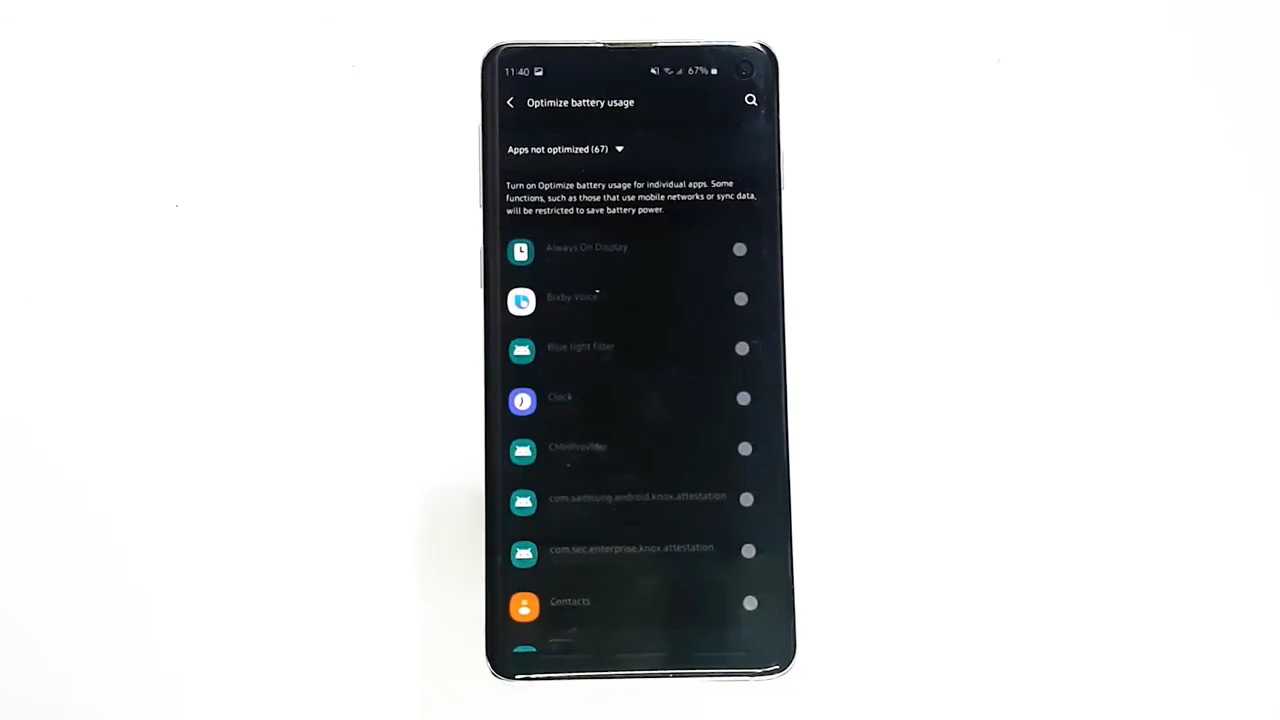 11:40
67%
Optimize battery usage
Apps not optimized (67)
Turn on Optimize battery usage for individual apps. Some
functions, such as those that use mobile networks or sync data,
will be restricted to save battery power.
Always On Display
Bixby Voice
Blue light filter
Clock
CMHProvider
com.samsung.android.knox.attestation
com.sec.enterprise.knox.attestation
Contacts